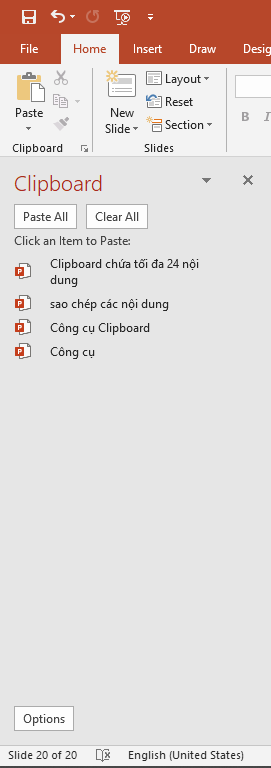 File Home Insert Draw
Paste
New
Slide
Layout
Reset
Section
B I
Clipboard Slides
Clipboard
Paste All Clear All
Click an Item to Paste:
Clipboard chứa tối đa 24 nội
dung
sao chép các nội dung
Công cụ Clipboard
Công cụ
Options
Slide 20 of 20 English (United States)